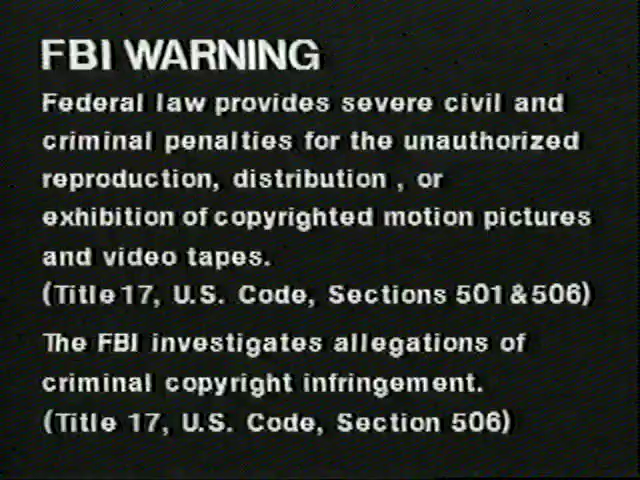 FBI WARNING
Federal law provides severe civil and
criminal penalties for the unauthorized
reproduction, distribution , or
exhibition of copyrighted motion pictures
and video tapes.
(Title 17, U.S. Code, Sections 501 & 506)
The FBI investigates allegations of
criminal copyright infringement.
(Title 17, U.S. Code, Section 506)